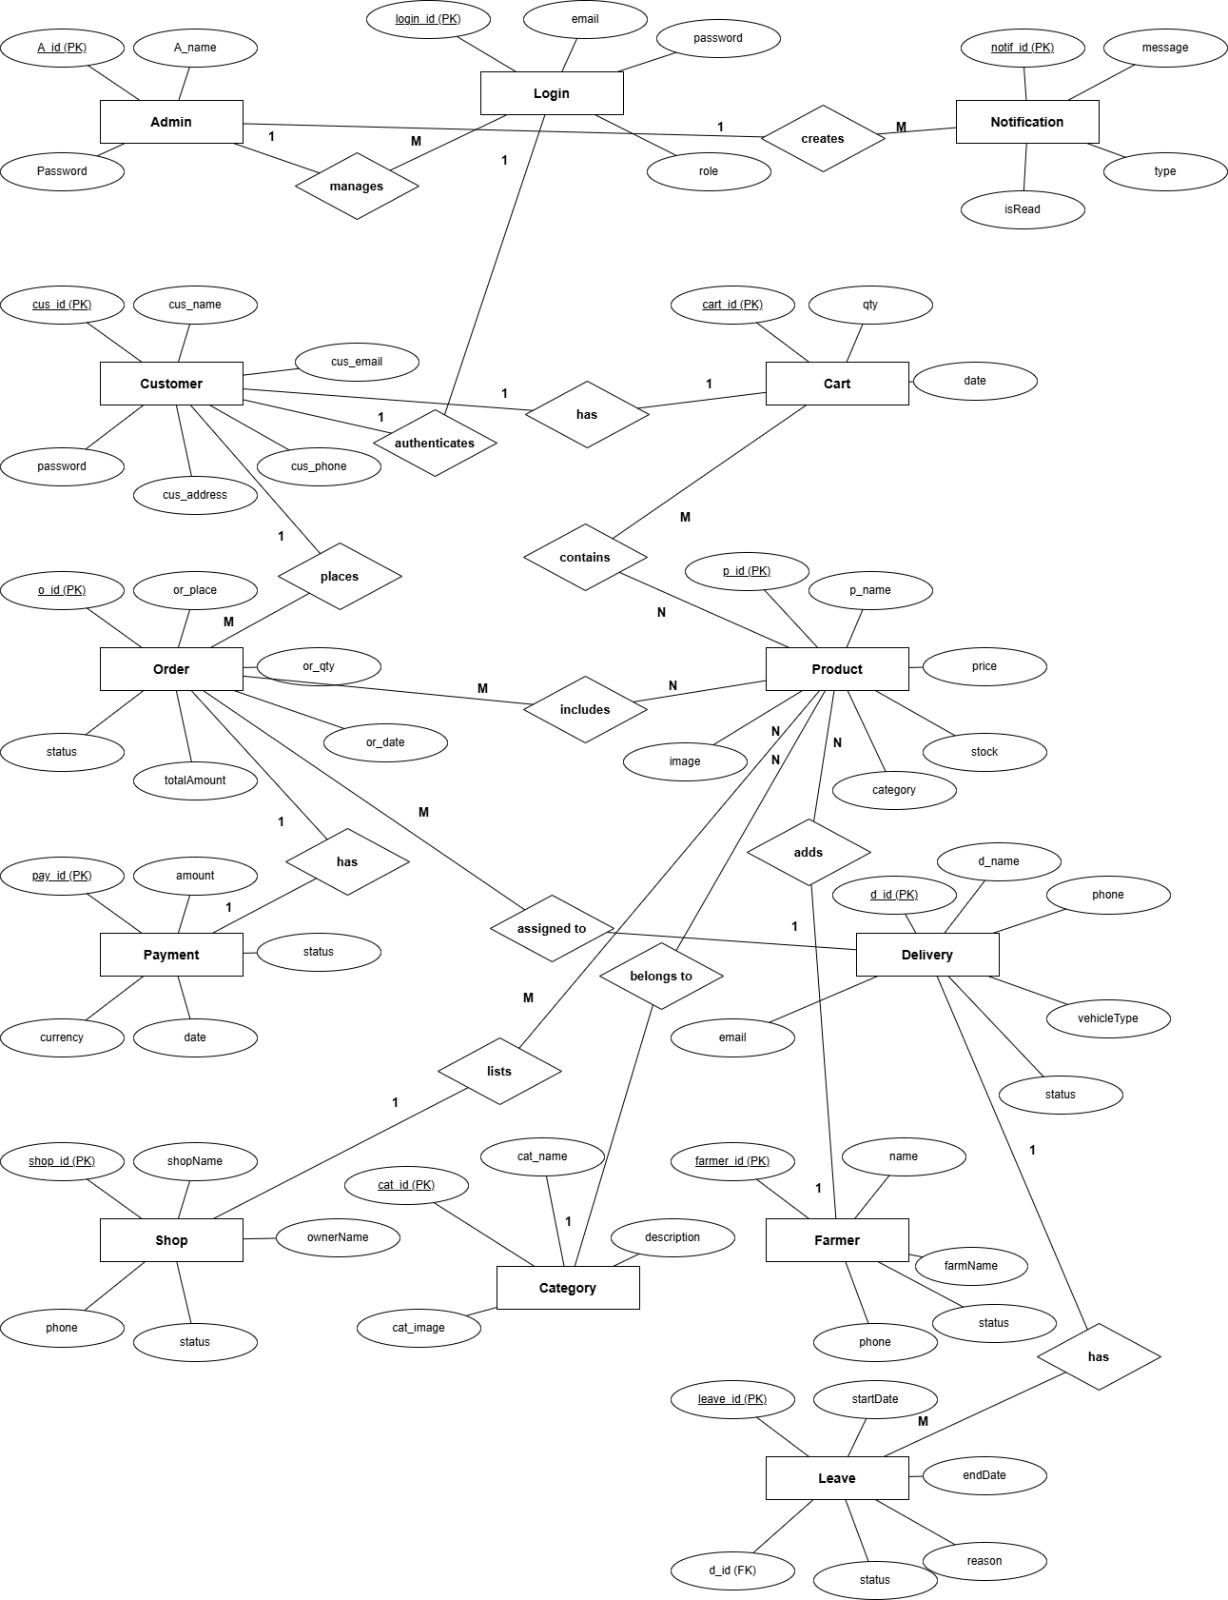 login_id (PK)
email
password
A_id (PK)
A_name
notif_id (PK)
message
Login
Admin
Notification
1
M
1
1
M
creates
Password
manages
1
role
type
isRead
cus_id (PK)
cus_name
cart_id (PK)
qty
cus_email
Customer
Cart
date
1
1
1
has
authenticates
password
cus_phone
cus_address
M
1
contains
places
p_id (PK)
o_id (PK)
or_place
p_name
N
M
Order
or_qty
Product
price
M
N
includes
status
or_date
image
N
N
N
stock
totalAmount
category
M
1
has
adds
d_name
pay_id (PK)
amount
d_id (PK)
phone
1
assigned to
1
Payment
status
Delivery
belongs to
M
vehicleType
currency
date
email
lists
status
1
shop_id (PK)
shopName
cat_name
farmer_id (PK)
name
1
cat_id (PK)
1
1
Shop
ownerName
description
Farmer
farmName
Category
phone
status
cat_image
status
phone
has
leave_id (PK)
startDate
M
Leave
endDate
d_id (FK)
status
reason